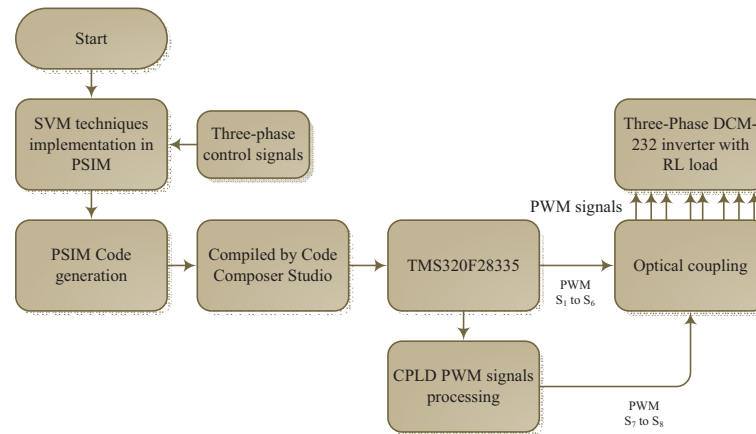 Start
SVM techniques
implementation in
PSIM
Three-phase
control signals
Three-Phase DCM-
232 inverter with
RL load
PWM signals
PSIM Code
generation
Compiled by Code
Composer Studio
TMS320F28335
PWM
S₁ to S₆
Optical coupling
CPLD PWM signals
processing
PWM
S₇ to S₈